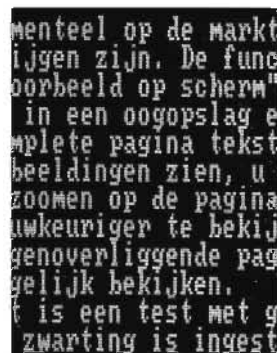 menteel op de markt
ijgen zijn. De func
oorbeeld op scherm"
in een oogopslag e
mplete pagina tekst
beeldingen zien, u
zoomen op de pagina
uwkeuriger te bekij
genoverliggende pag
gelijk bekijken.
t is een test met g
zwarting is ingest